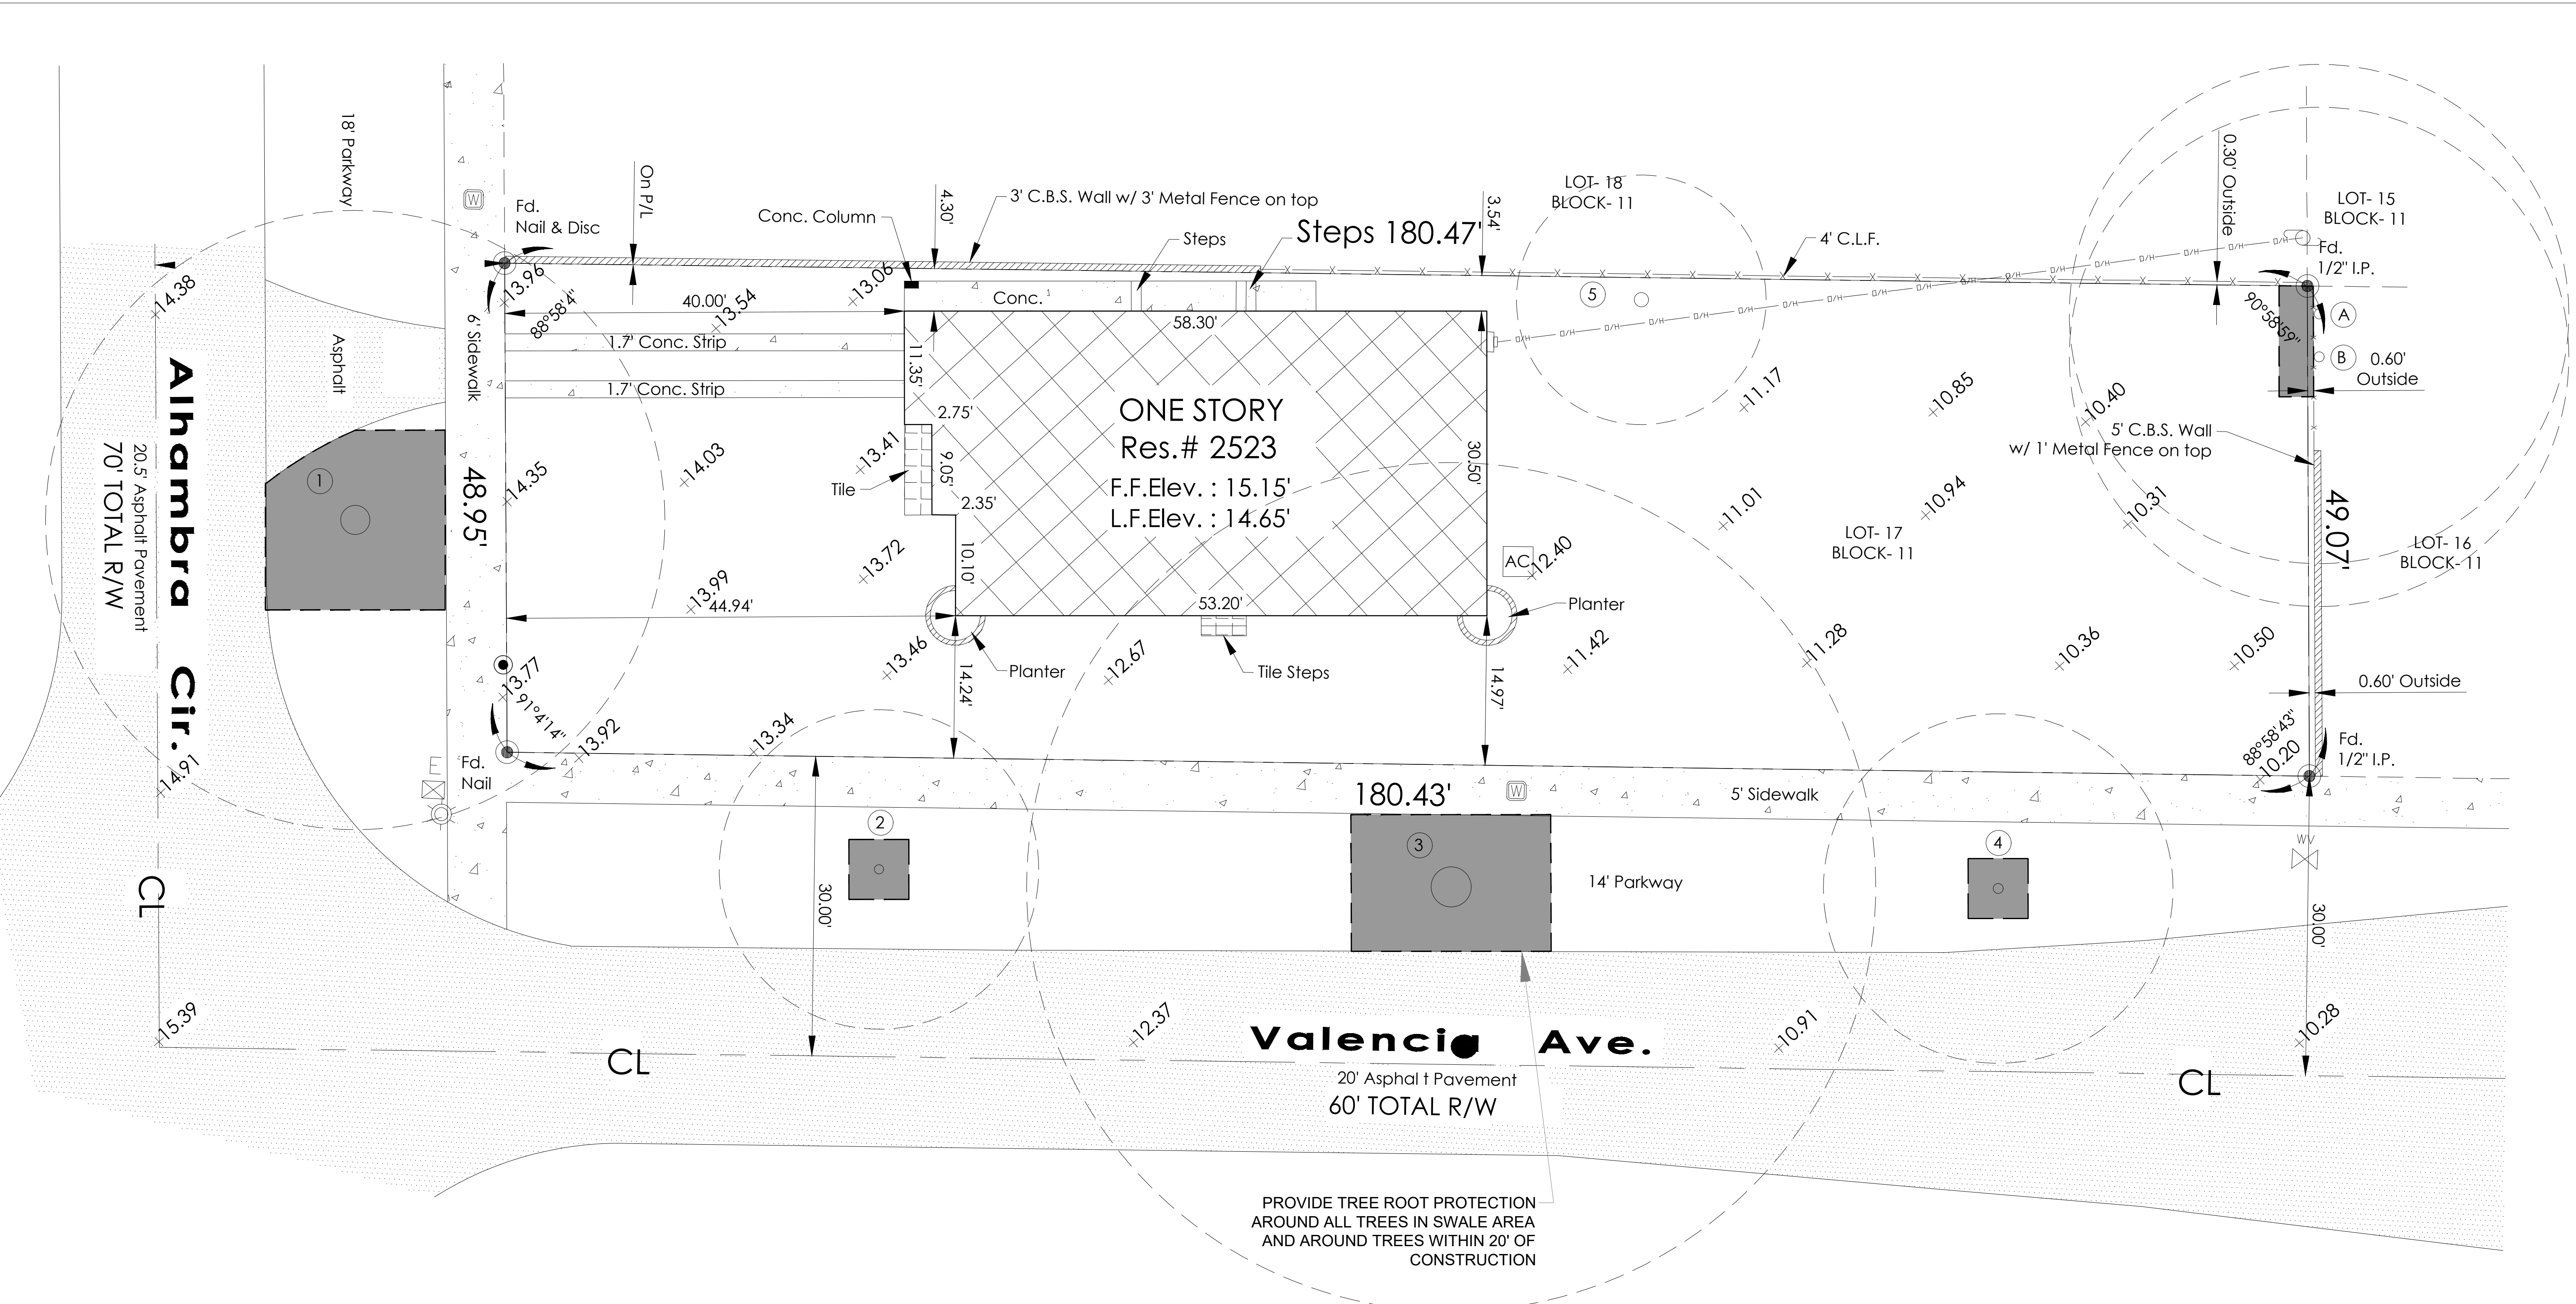 18' Parkway
W
Fd.
Nail & Disc
On P/L
Conc. Column
4.30'
3' C.B.S. Wall w/ 3' Metal Fence on top
Steps
Steps 180.47'
3.54'
LOT- 18
BLOCK- 11
4' C.L.F.
0.30' Outside
LOT- 15
BLOCK- 11
Fd.
1/2" I.P.
14.38
13.96
88°58'4"
40.00'
13.54
13.06
Conc.
58.30'
5
90°58'59"
A
B
0.60'
Outside
Asphalt
6' Sidewalk
1.7' Conc. Strip
1.7' Conc. Strip
11.35'
2.75'
9.05'
2.35'
10.10'
ONE STORY
Res.# 2523
F.F.Elev. : 15.15'
L.F.Elev. : 14.65'
30.50'
53.20'
11.17
10.85
10.40
5' C.B.S. Wall
w/ 1' Metal Fence on top
Alhambra Cir.
20.5' Asphalt Pavement
70' TOTAL R/W
1
48.95'
14.35
14.03
13.41
Tile
13.72
13.99
44.94'
11.01
10.94
10.31
LOT- 17
BLOCK- 11
49.07'
LOT- 16
BLOCK- 11
AC
12.40
Planter
13.77
91°4'14"
13.92
13.34
13.46
Planter
14.24'
12.67
Tile Steps
14.97'
11.42
11.28
10.36
10.50
0.60' Outside
88°58'43"
10.20
Fd.
1/2" I.P.
14.91
E
Fd.
Nail
180.43'
W
5' Sidewalk
2
3
4
14' Parkway
WV
30.00'
30.00'
CL
15.39
12.37
Valencia Ave.
10.91
10.28
CL
20' Asphal t Pavement
60' TOTAL R/W
CL
PROVIDE TREE ROOT PROTECTION
AROUND ALL TREES IN SWALE AREA
AND AROUND TREES WITHIN 20' OF
CONSTRUCTION